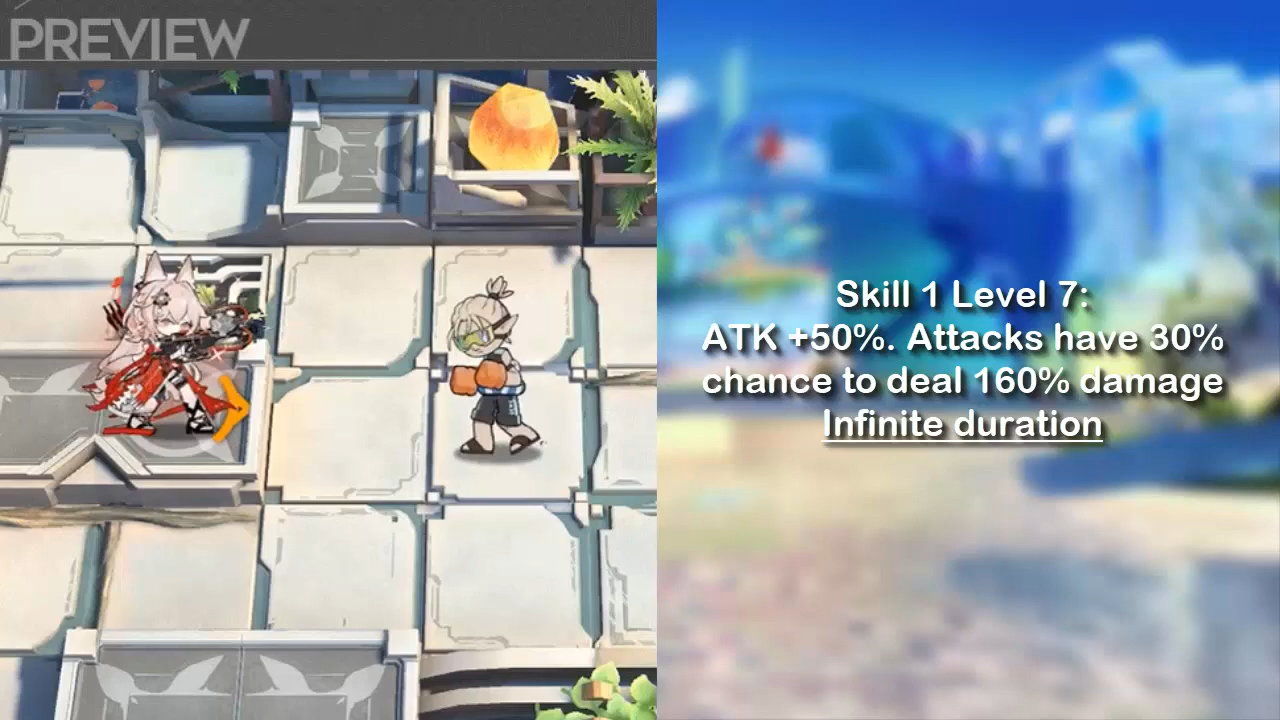 PREVIEW
Skill 1 Level 7:
ATK +50%. Attacks have 30%
chance to deal 160% damage
Infinite duration